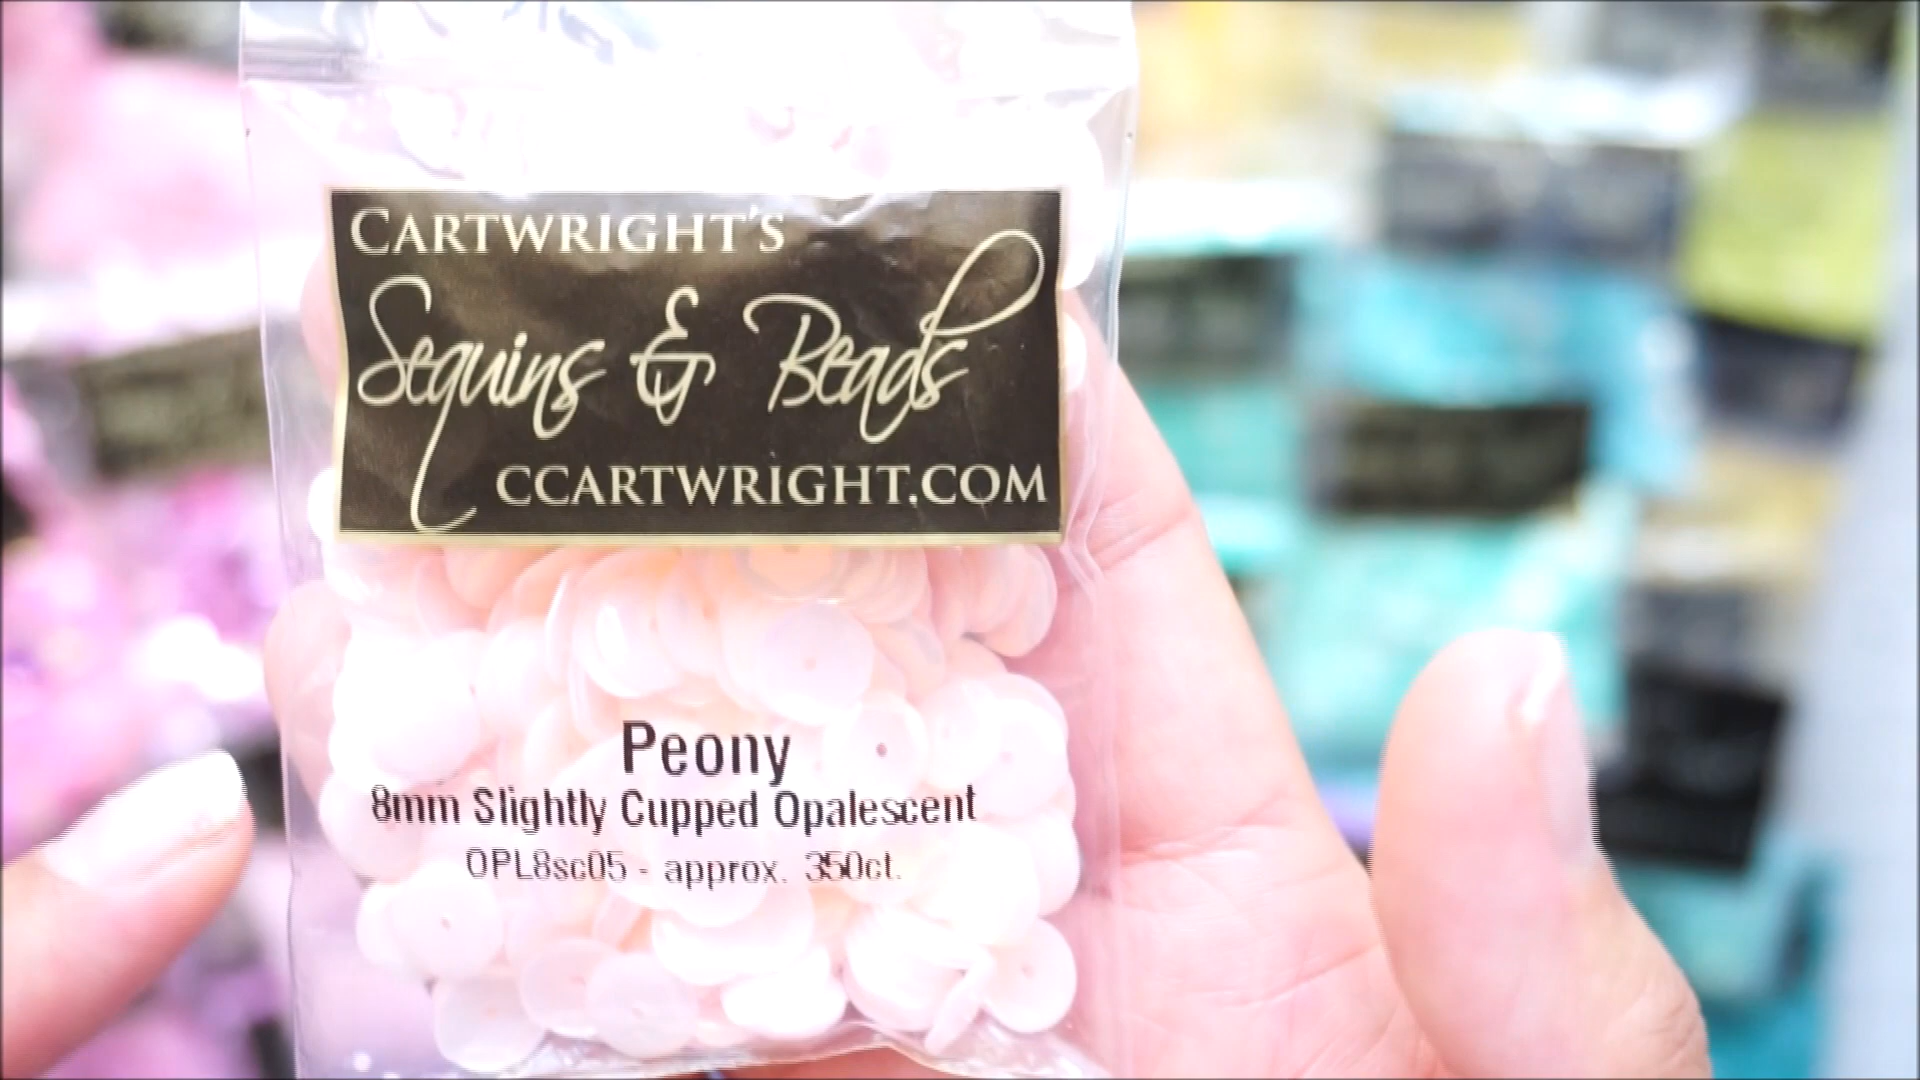 CARTWRIGHT'S
Sequins & Beads
CCARTWRIGHT.COM
Peony
8mm Slightly Cupped Opalescent
OPL8sc05 - approx. 350ct.